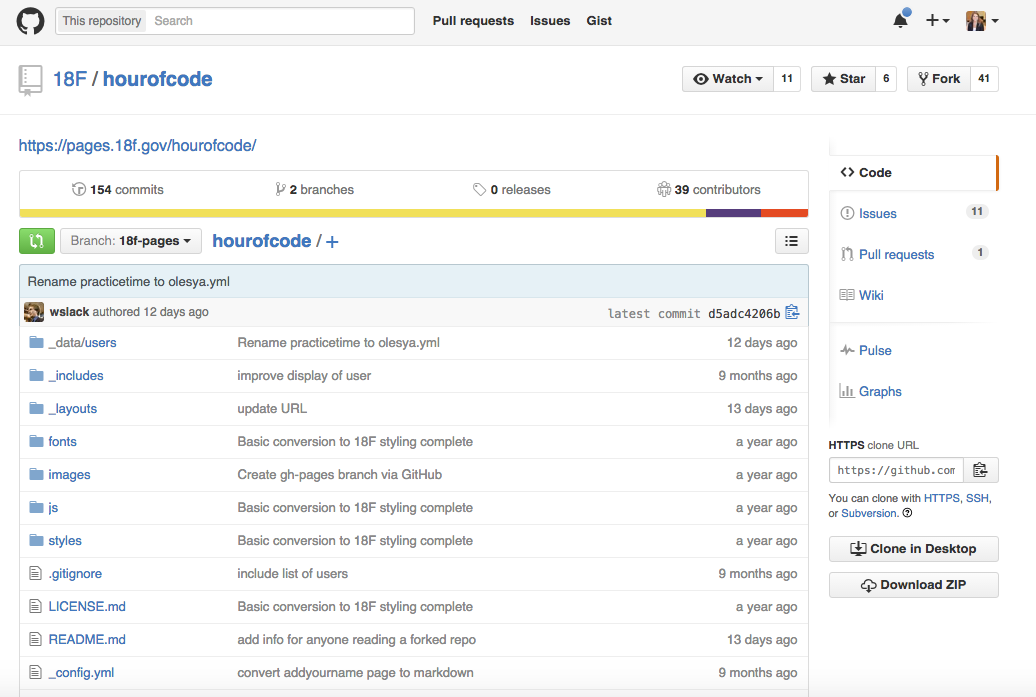 This repository Search Pull requests Issues Gist
18F / hourofcode Watch 11 Star 6 Fork 41
https://pages.18f.gov/hourofcode/
154 commits 2 branches 0 releases 39 contributors
Branch: 18f-pages hourofcode / +
Rename practicetime to olesya.yml
wslack authored 12 days ago latest commit d5adc4206b
_data/users Rename practicetime to olesya.yml 12 days ago
_includes improve display of user 9 months ago
_layouts update URL 13 days ago
fonts Basic conversion to 18F styling complete a year ago
images Create gh-pages branch via GitHub a year ago
js Basic conversion to 18F styling complete a year ago
styles Basic conversion to 18F styling complete a year ago
.gitignore include list of users 9 months ago
LICENSE.md Basic conversion to 18F styling complete a year ago
README.md add info for anyone reading a forked repo 13 days ago
_config.yml convert addyourname page to markdown 9 months ago
Code
Issues 11
Pull requests 1
Wiki
Pulse
Graphs
HTTPS clone URL
https://github.com
You can clone with HTTPS, SSH,
or Subversion.
Clone in Desktop
Download ZIP